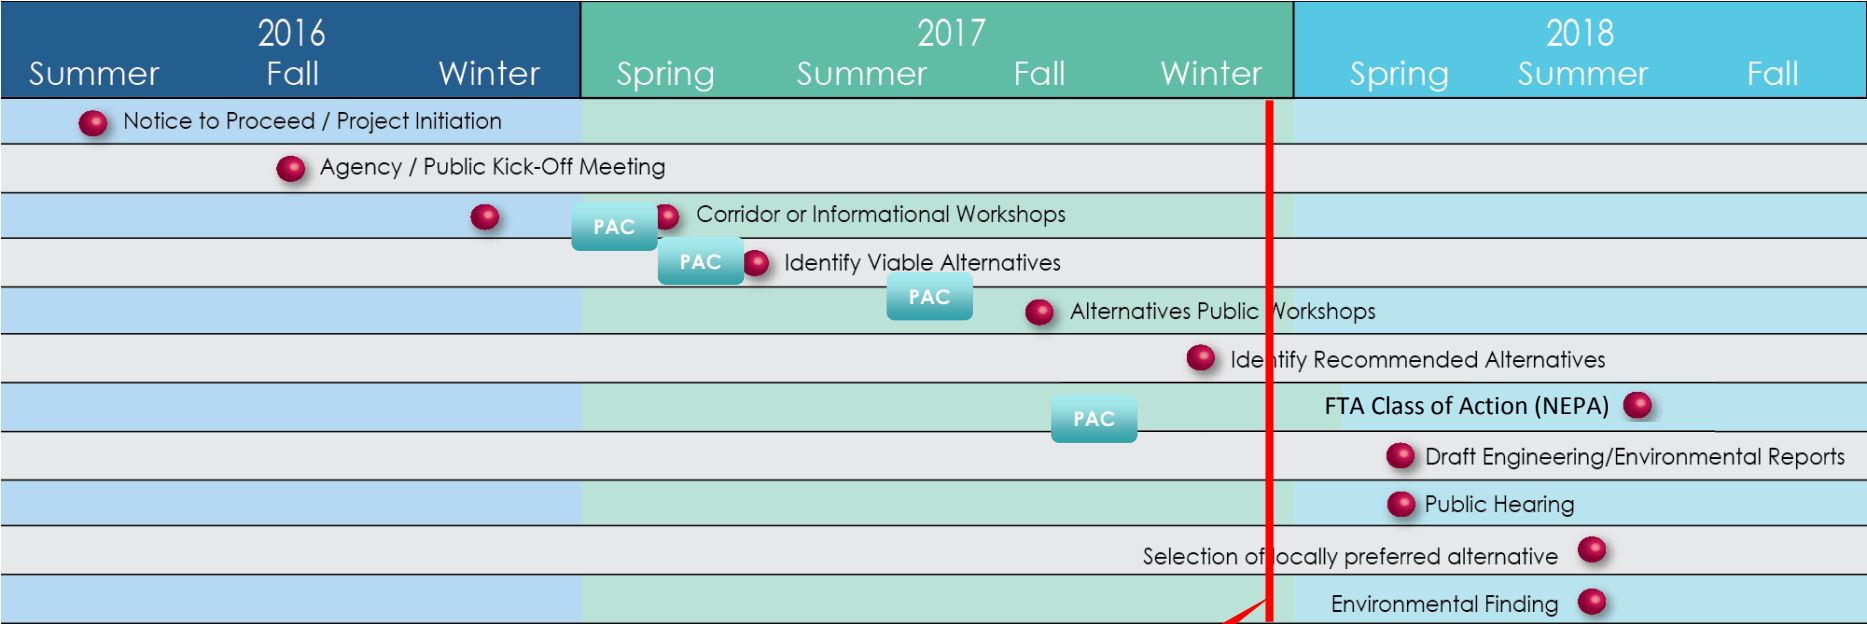 2016
2017
2018
Summer Fall Winter Spring Summer Fall Winter Spring Summer Fall
Notice to Proceed / Project Initiation
Agency / Public Kick-Off Meeting
PAC Corridor or Informational Workshops
PAC Identify Viable Alternatives
PAC
Alternatives Public Workshops
Identify Recommended Alternatives
FTA Class of Action (NEPA)
PAC
Draft Engineering/Environmental Reports
Public Hearing
Selection of locally preferred alternative
Environmental Finding